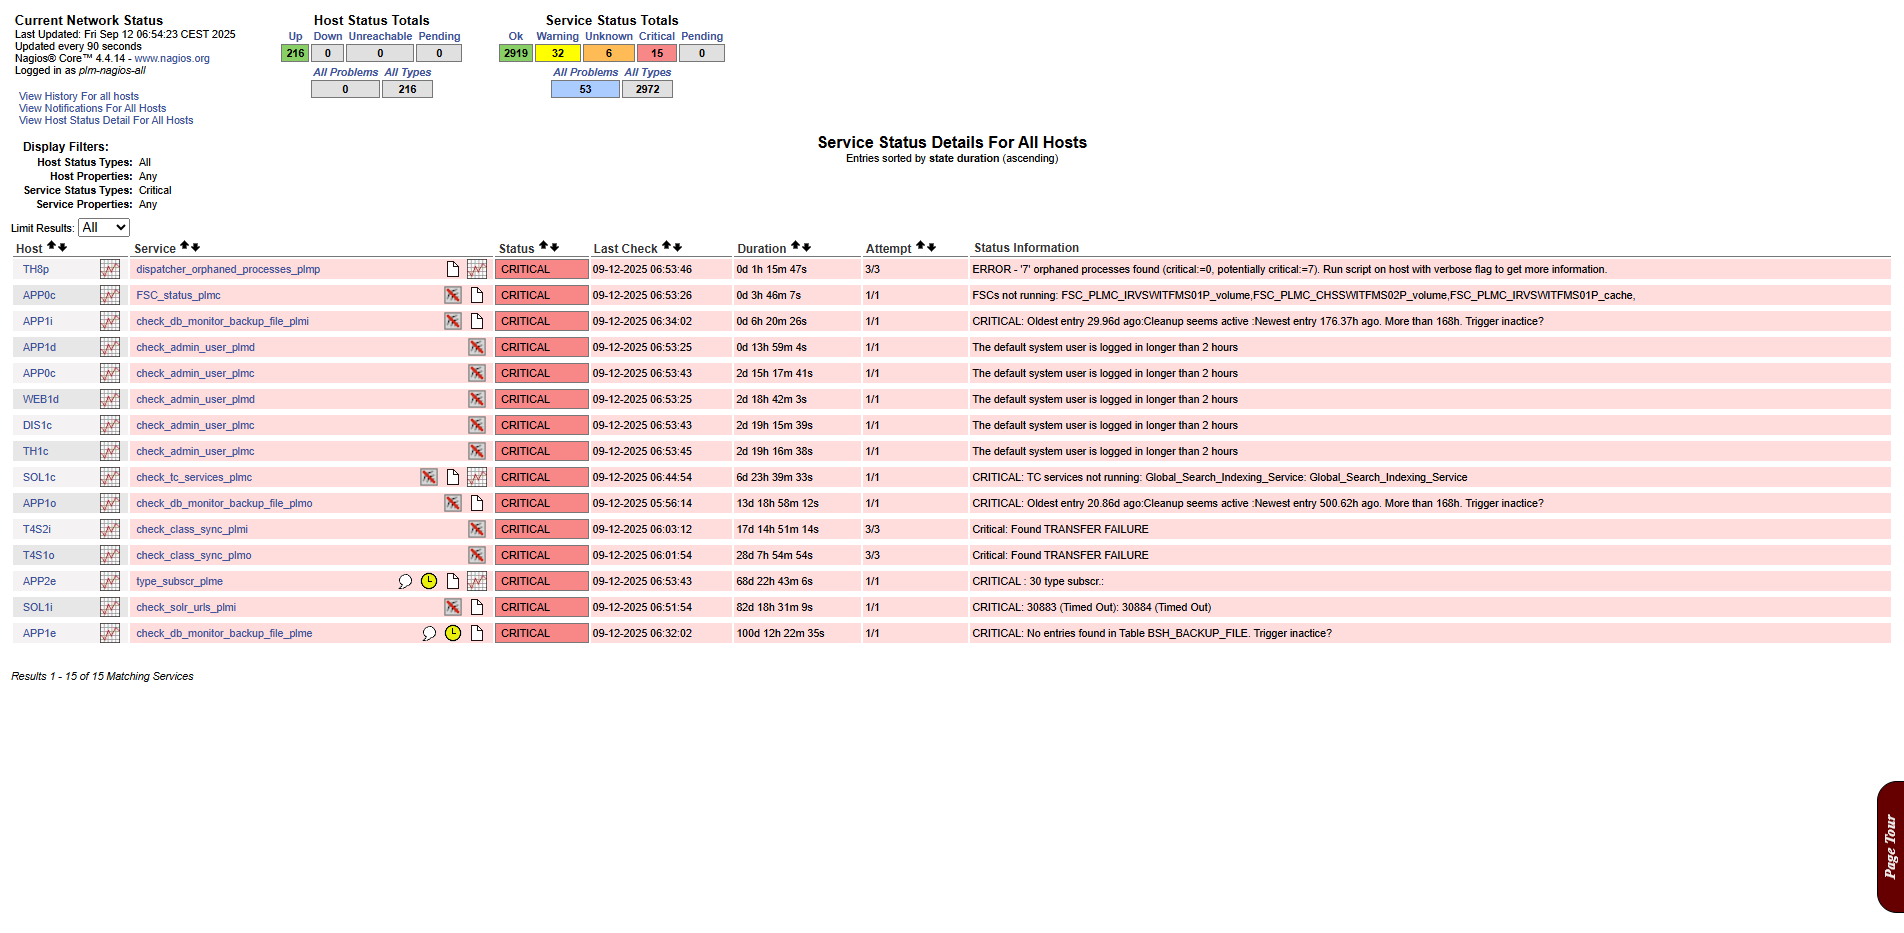 Current Network Status
Last Updated: Fri Sep 12 06:54:23 CEST 2025
Updated every 90 seconds
Nagios® Core™ 4.4.14 - www.nagios.org
Logged in as plm-nagios-all
View History For all hosts
View Notifications For All Hosts
View Host Status Detail For All Hosts
Host Status Totals
Up Down Unreachable Pending
216 0 0 0
All Problems All Types
0 216
Service Status Totals
Ok Warning Unknown Critical Pending
2919 32 6 15 0
All Problems All Types
53 2972
Display Filters:
Host Status Types: All
Host Properties: Any
Service Status Types: Critical
Service Properties: Any
Service Status Details For All Hosts
Entries sorted by state duration (ascending)
Limit Results: All
Host Service Status Last Check Duration Attempt Status Information
TH8p dispatcher_orphaned_processes_plmp CRITICAL 09-12-2025 06:53:46 0d 1h 15m 47s 3/3 ERROR - '7' orphaned processes found (critical:=0, potentially critical:=7). Run script on host with verbose flag to get more information.
APP0c FSC_status_plmc CRITICAL 09-12-2025 06:53:26 0d 3h 46m 7s 1/1 FSCs not running: FSC_PLMC_IRVSWITFMS01P_volume,FSC_PLMC_CHSSWITFMS02P_volume,FSC_PLMC_IRVSWITFMS01P_cache,
APP1i check_db_monitor_backup_file_plmi CRITICAL 09-12-2025 06:34:02 0d 6h 20m 26s 1/1 CRITICAL: Oldest entry 29.96d ago:Cleanup seems active :Newest entry 176.37h ago. More than 168h. Trigger inactice?
APP1d check_admin_user_plmd CRITICAL 09-12-2025 06:53:25 0d 13h 59m 4s 1/1 The default system user is logged in longer than 2 hours
APP0c check_admin_user_plmc CRITICAL 09-12-2025 06:53:43 2d 15h 17m 41s 1/1 The default system user is logged in longer than 2 hours
WEB1d check_admin_user_plmd CRITICAL 09-12-2025 06:53:25 2d 18h 42m 3s 1/1 The default system user is logged in longer than 2 hours
DIS1c check_admin_user_plmc CRITICAL 09-12-2025 06:53:43 2d 19h 15m 39s 1/1 The default system user is logged in longer than 2 hours
TH1c check_admin_user_plmc CRITICAL 09-12-2025 06:53:45 2d 19h 16m 38s 1/1 The default system user is logged in longer than 2 hours
SOL1c check_tc_services_plmc CRITICAL 09-12-2025 06:44:54 6d 23h 39m 33s 1/1 CRITICAL: TC services not running: Global_Search_Indexing_Service: Global_Search_Indexing_Service
APP1o check_db_monitor_backup_file_plmo CRITICAL 09-12-2025 05:56:14 13d 18h 58m 12s 1/1 CRITICAL: Oldest entry 20.86d ago:Cleanup seems active :Newest entry 500.62h ago. More than 168h. Trigger inactice?
T4S2i check_class_sync_plmi CRITICAL 09-12-2025 06:03:12 17d 14h 51m 14s 3/3 Critical: Found TRANSFER FAILURE
T4S1o check_class_sync_plmo CRITICAL 09-12-2025 06:01:54 28d 7h 54m 54s 3/3 Critical: Found TRANSFER FAILURE
APP2e type_subscr_plme CRITICAL 09-12-2025 06:53:43 68d 22h 43m 6s 1/1 CRITICAL : 30 type subscr.:
SOL1i check_solr_urls_plmi CRITICAL 09-12-2025 06:51:54 82d 18h 31m 9s 1/1 CRITICAL: 30883 (Timed Out): 30884 (Timed Out)
APP1e check_db_monitor_backup_file_plme CRITICAL 09-12-2025 06:32:02 100d 12h 22m 35s 1/1 CRITICAL: No entries found in Table BSH_BACKUP_FILE. Trigger inactice?
Results 1 - 15 of 15 Matching Services
Page Tour